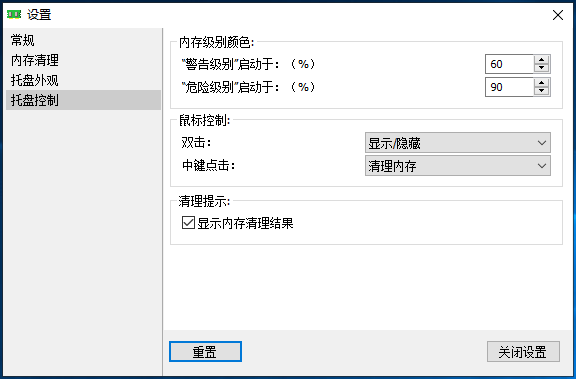 设置
常规
内存清理
托盘外观
托盘控制
内存级别颜色:
“警告级别”启动于:（%）
60
“危险级别”启动于:（%）
90
鼠标控制:
双击:
显示/隐藏
中键点击:
清理内存
清理提示:
显示内存清理结果
重置
关闭设置